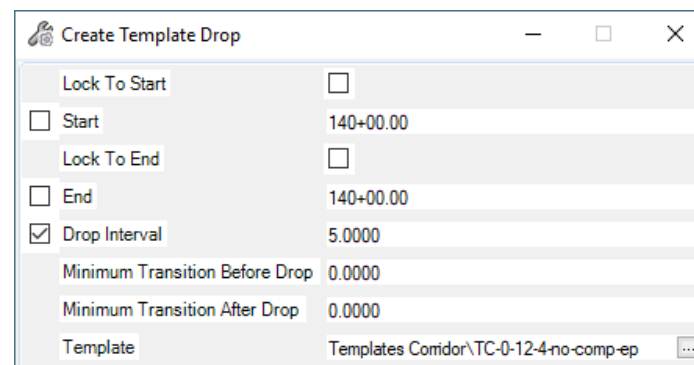 Create Template Drop
Lock To Start
Start 140+00.00
Lock To End
End 140+00.00
Drop Interval 5.0000
Minimum Transition Before Drop 0.0000
Minimum Transition After Drop 0.0000
Template Templates Corridor\TC-0-12-4-no-comp-ep ...